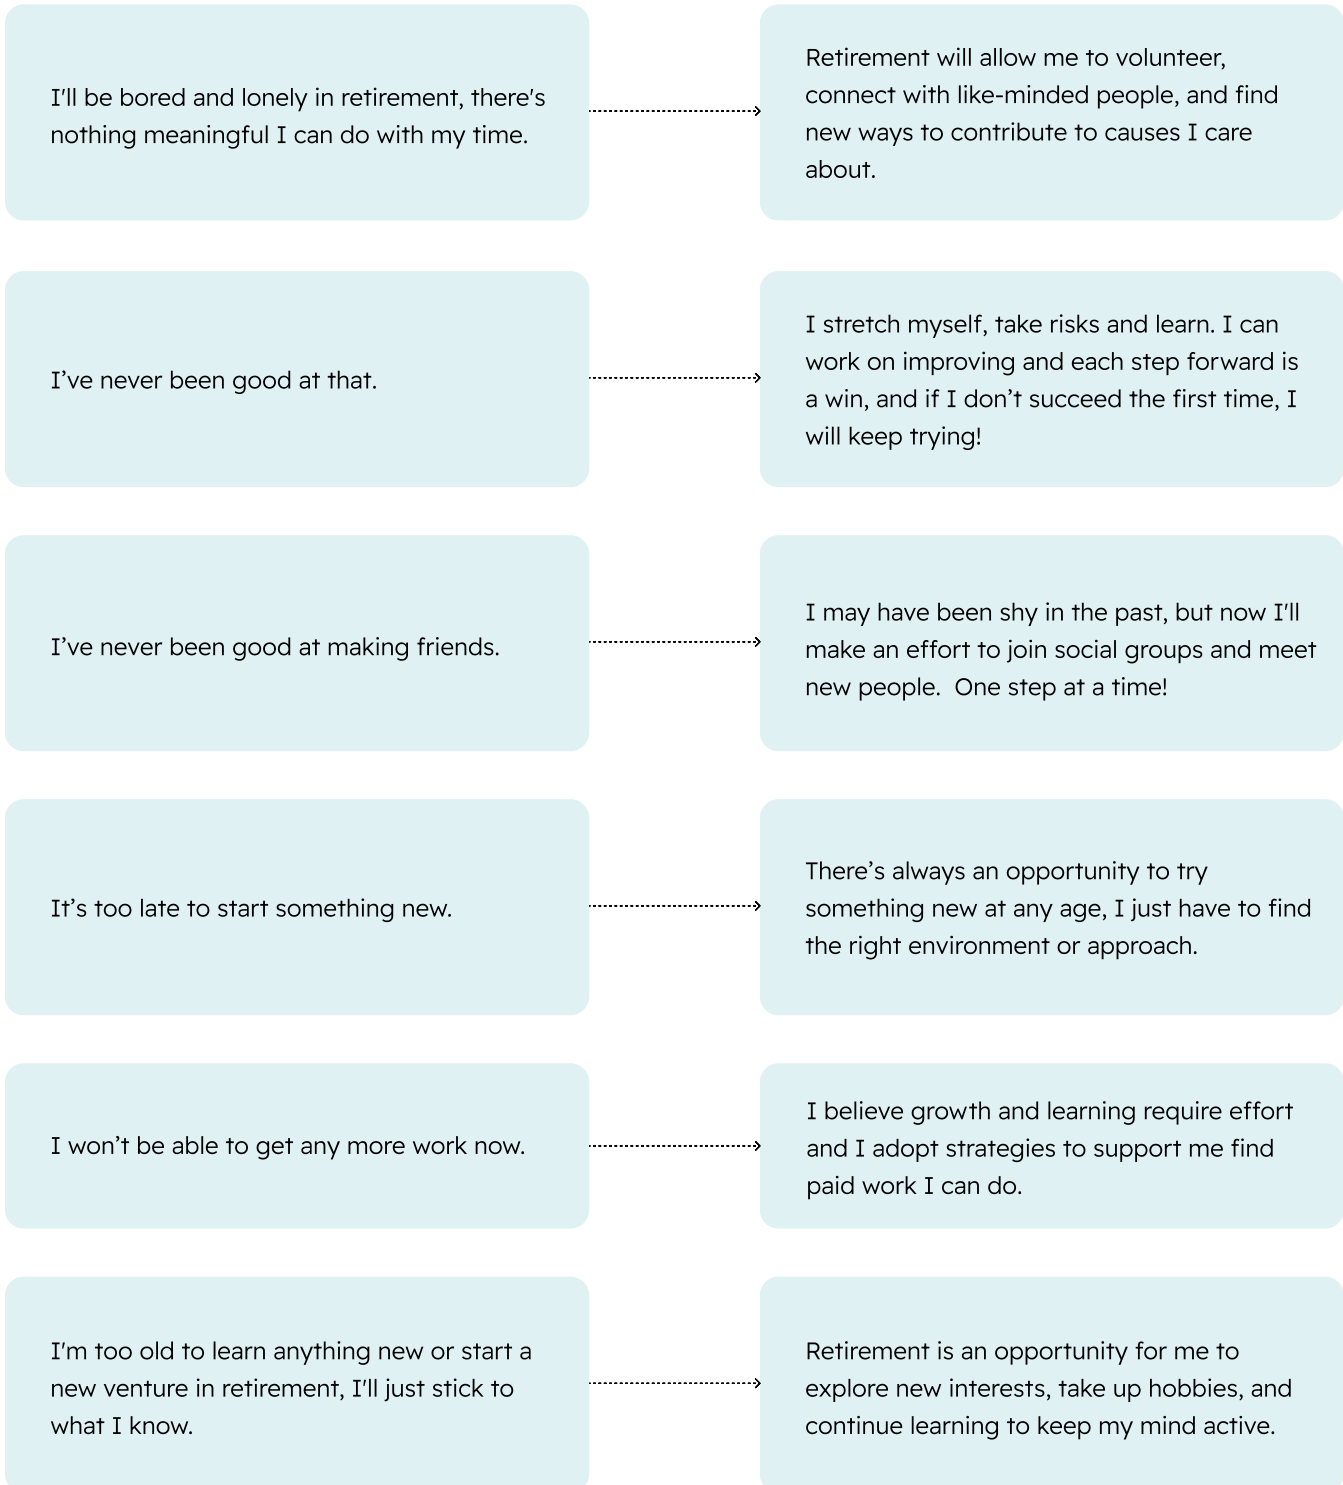 I'll be bored and lonely in retirement, there's
nothing meaningful I can do with my time.
Retirement will allow me to volunteer,
connect with like-minded people, and find
new ways to contribute to causes I care
about.
I’ve never been good at that.
I stretch myself, take risks and learn. I can
work on improving and each step forward is
a win, and if I don’t succeed the first time, I
will keep trying!
I’ve never been good at making friends.
I may have been shy in the past, but now I'll
make an effort to join social groups and meet
new people.  One step at a time!
It’s too late to start something new.
There’s always an opportunity to try
something new at any age, I just have to find
the right environment or approach.
I won’t be able to get any more work now.
I believe growth and learning require effort
and I adopt strategies to support me find
paid work I can do.
I'm too old to learn anything new or start a
new venture in retirement, I'll just stick to
what I know.
Retirement is an opportunity for me to
explore new interests, take up hobbies, and
continue learning to keep my mind active.